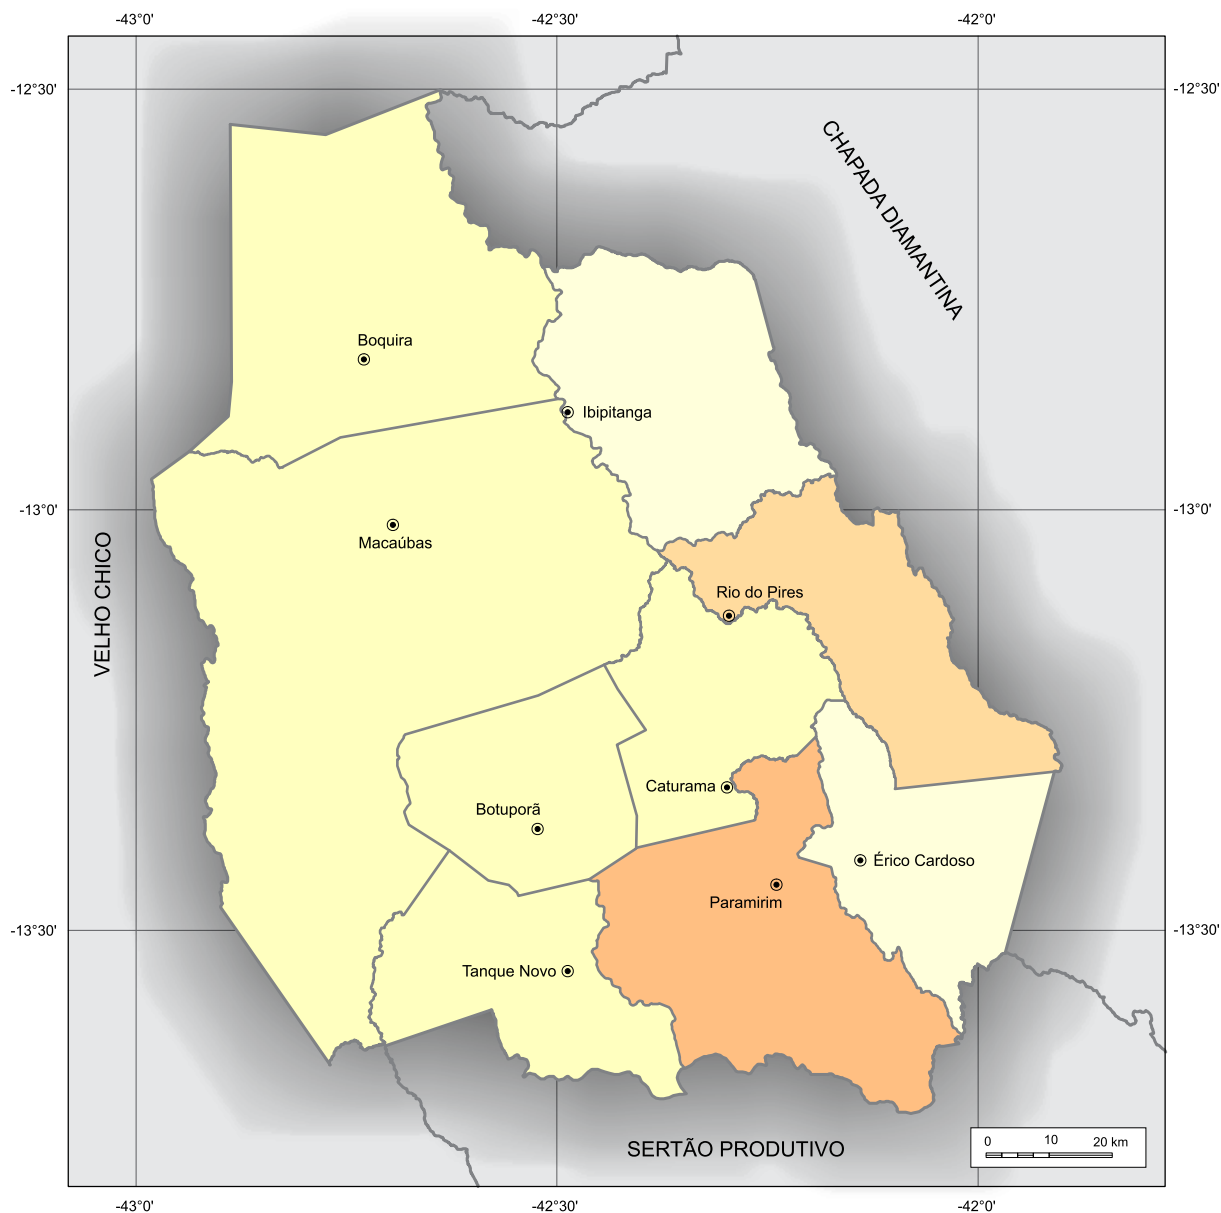 -43°0' -42°30' -42°0'
-12°30' -12°30'
CHAPADA DIAMANTINA
Boquira
Ibipitanga
-13°0' -13°0'
Macaúbas
VELHO CHICO
Rio do Pires
Caturama
Botuporã
Érico Cardoso
Paramirim
-13°30' -13°30'
Tanque Novo
SERTÃO PRODUTIVO
0 10 20 km
-43°0' -42°30' -42°0'